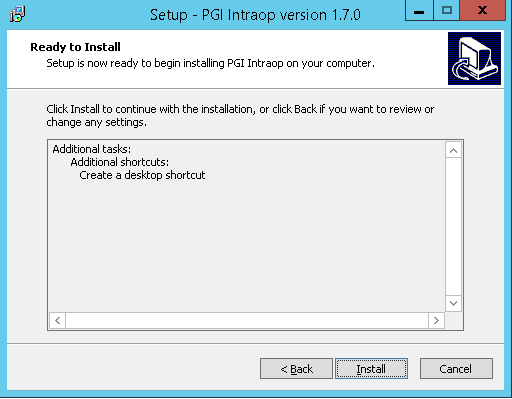 Setup - PGI Intraop version 1.7.0
Ready to Install
Setup is now ready to begin installing PGI Intraop on your computer.
Click Install to continue with the installation, or click Back if you want to review or
change any settings.
Additional tasks:
Additional shortcuts:
Create a desktop shortcut
< Back
Install
Cancel